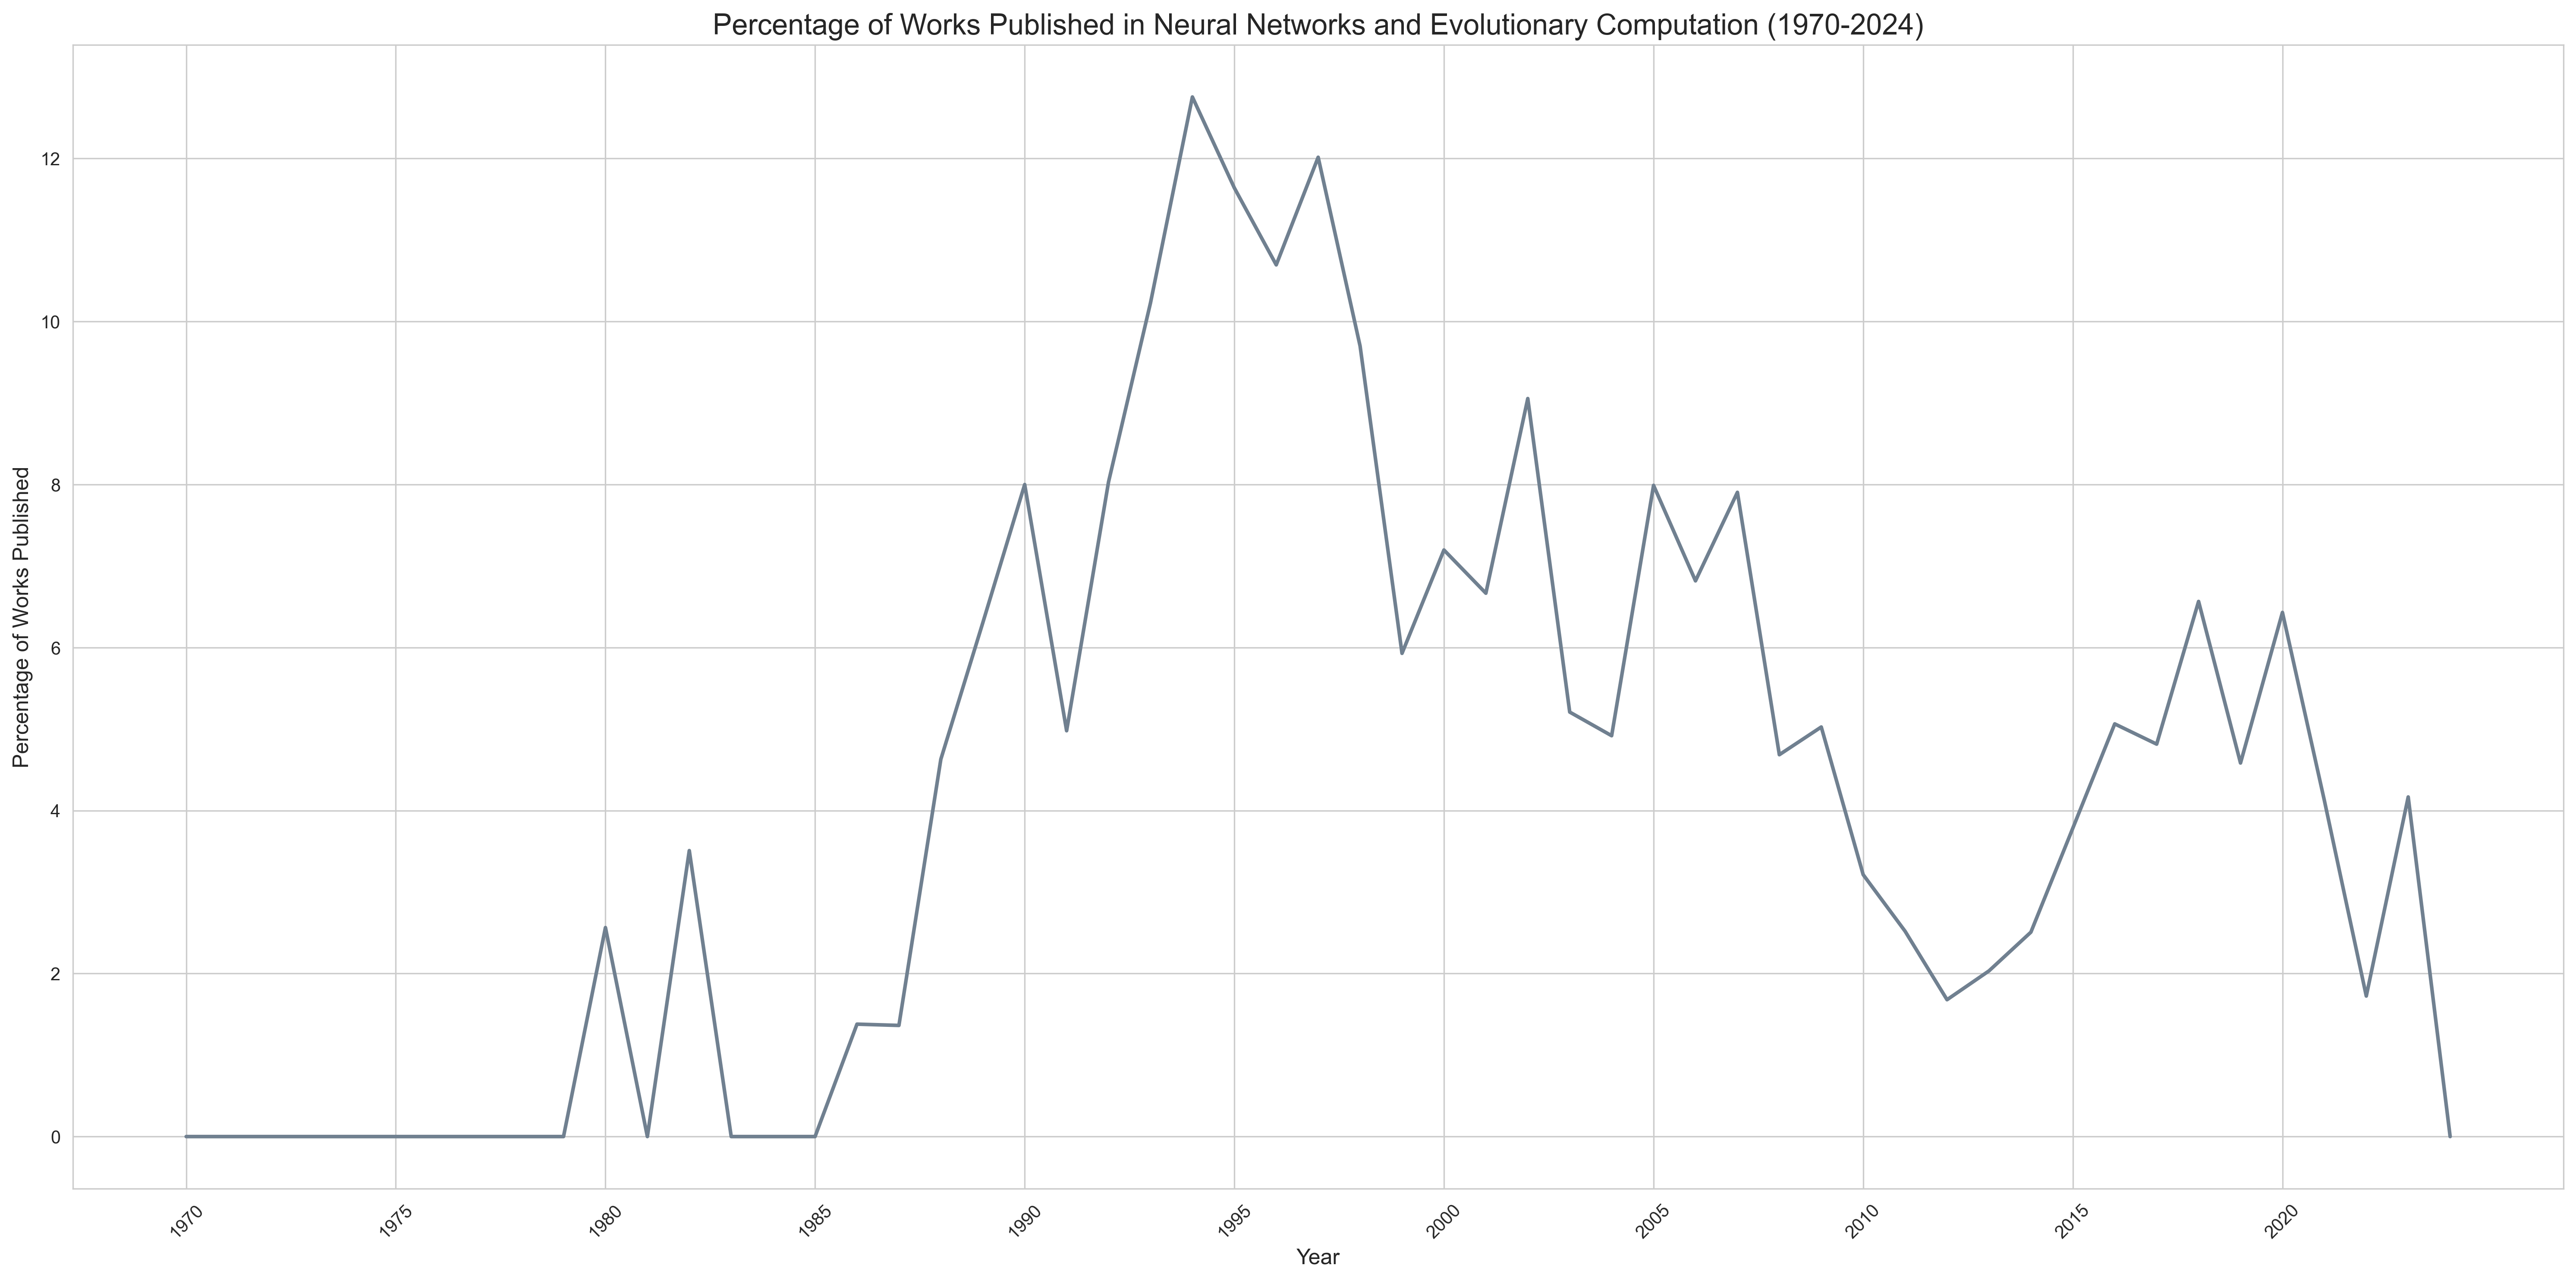 Percentage of Works Published in Neural Networks and Evolutionary Computation (1970-2024)
Percentage of Works Published
12
10
8
6
4
2
0
1970 1975 1980 1985 1990 1995 2000 2005 2010 2015 2020
Year